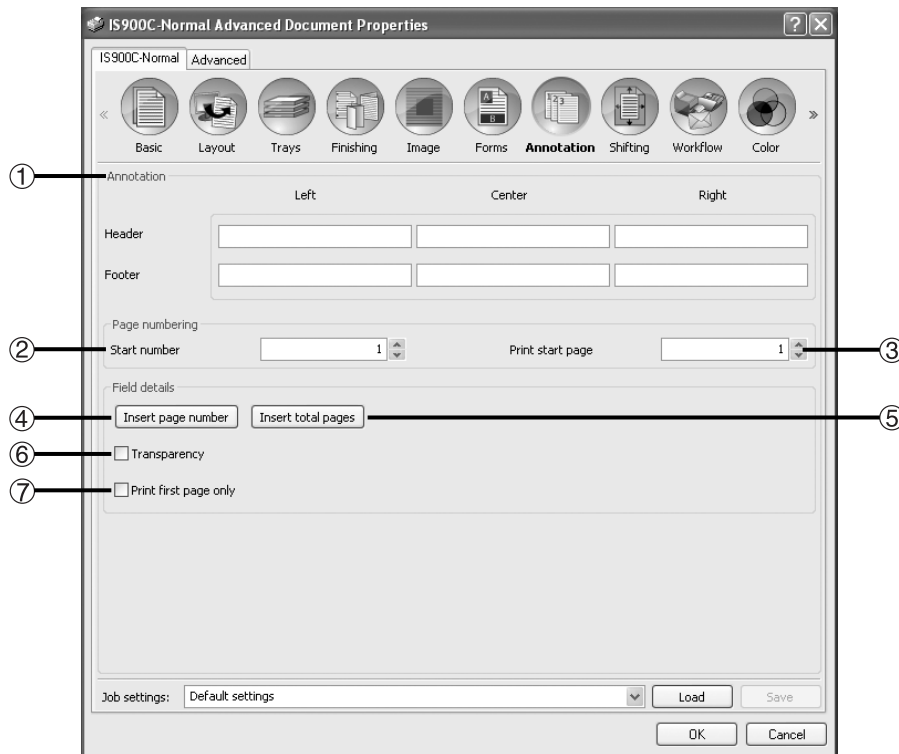 IS900C-Normal Advanced Document Properties
IS900C-Normal Advanced
Basic Layout Trays Finishing Image Forms Annotation Shifting Workflow Color
① Annotation
Left Center Right
Header
Footer
Page numbering
② Start number 1 Print start page 1 ③
Field details
④ Insert page number Insert total pages ⑤
⑥ Transparency
⑦ Print first page only
Job settings: Default settings Load Save
OK Cancel